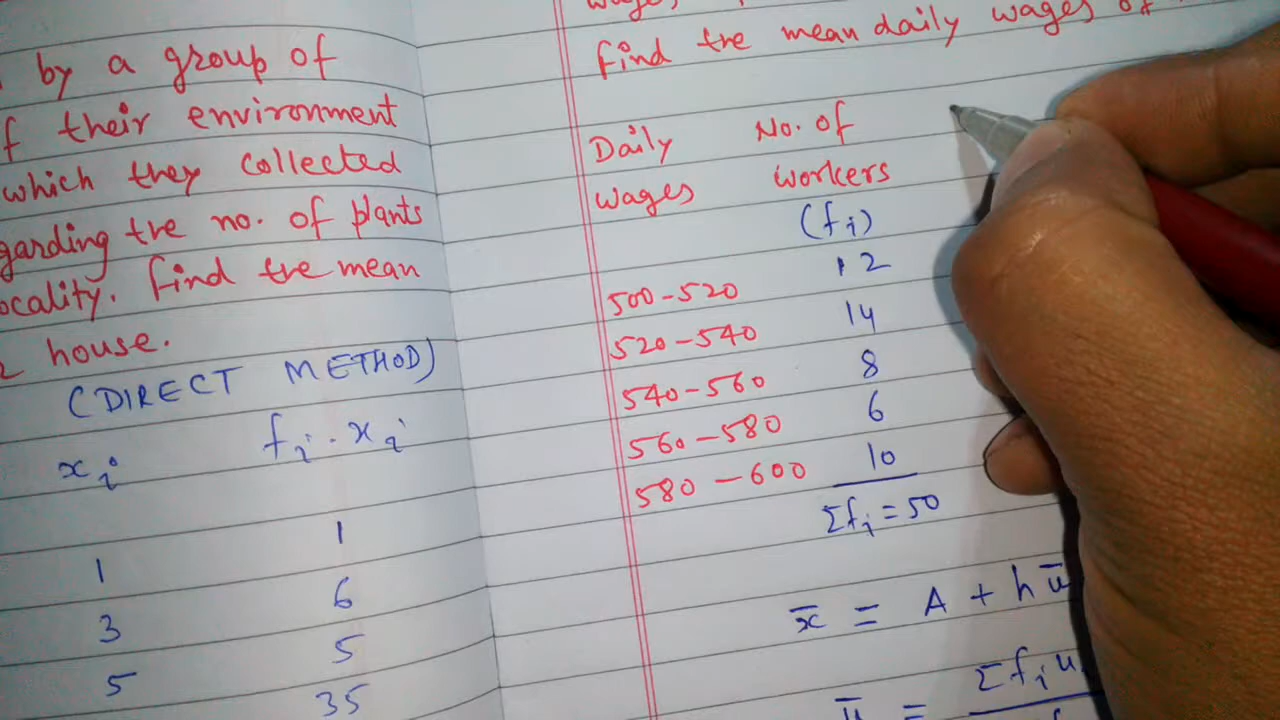 by a group of
f their environment
which they collected
garding the no. of plants
ocality. Find the mean
house.
(DIRECT METHOD)
xi fi . xi
1 1
3 6
5 5
35
wages,
Find the mean daily wages of
Daily No. of
wages workers
(fi)
500-520 12
520-540 14
540-560 8
560-580 6
580-600 10
Σfi = 50
x̄ = A + h ū
ū = Σfiu